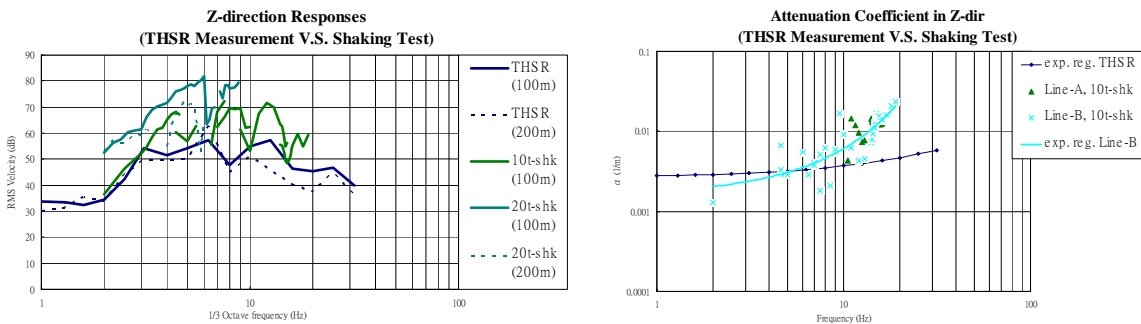 Z-direction Responses
(THSR Measurement V.S. Shaking Test)
90
80
70
60
50
40
30
20
10
0
RMS Velocity (dB)
1
10
100
1/3 Octave frequency (Hz)
THSR
(100m)
THSR
(200m)
10t-shk
(100m)
20t-shk
(100m)
20t-shk
(200m)
Attenuation Coefficient in Z-dir
(THSR Measurement V.S. Shaking Test)
0.1
0.01
0.001
0.0001
α (1/m)
1
10
100
Frequency (Hz)
exp. reg. THSR
Line-A, 10t-shk
Line-B, 10t-shk
exp. reg. Line-B